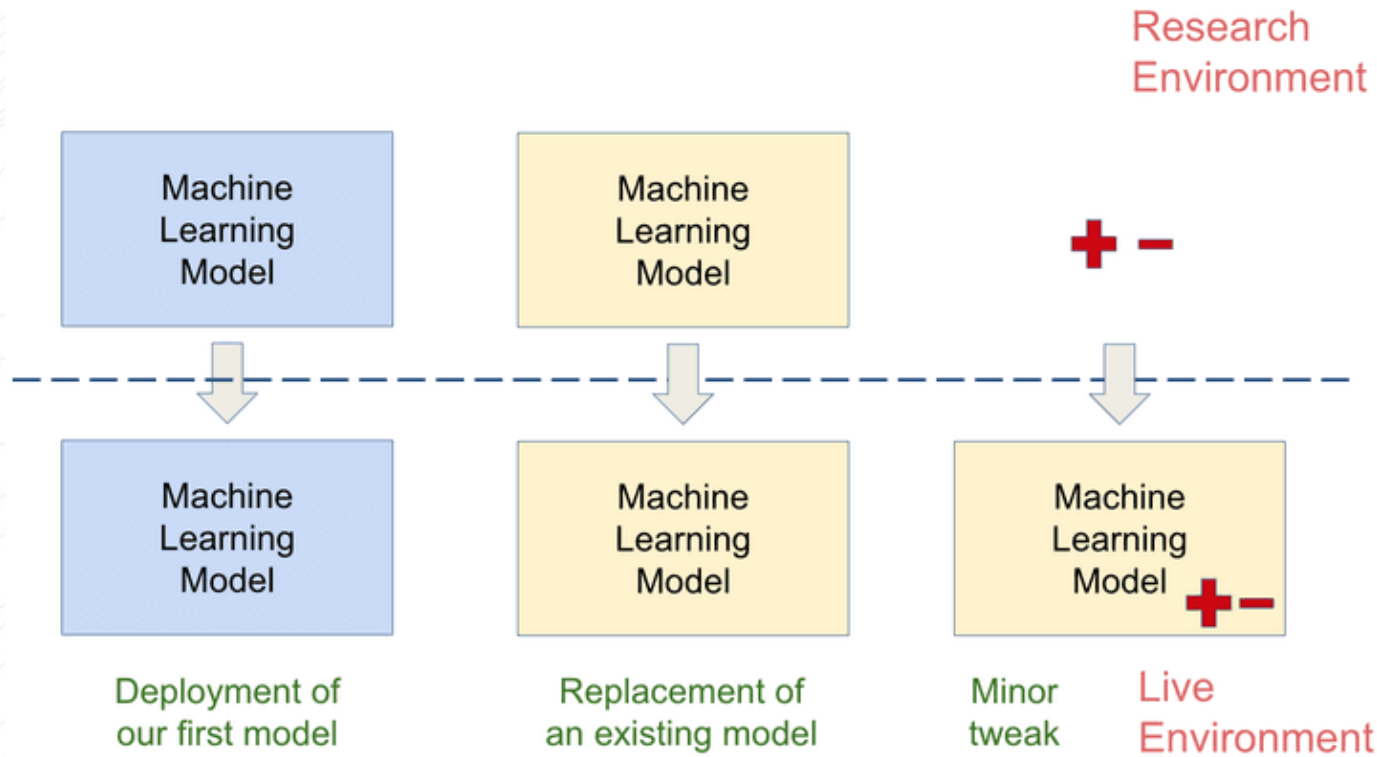 Research
Environment
Machine
Learning
Model
Machine
Learning
Model
Machine
Learning
Model
Machine
Learning
Model
Machine
Learning
Model
Deployment of
our first model
Replacement of
an existing model
Minor
tweak
Live
Environment